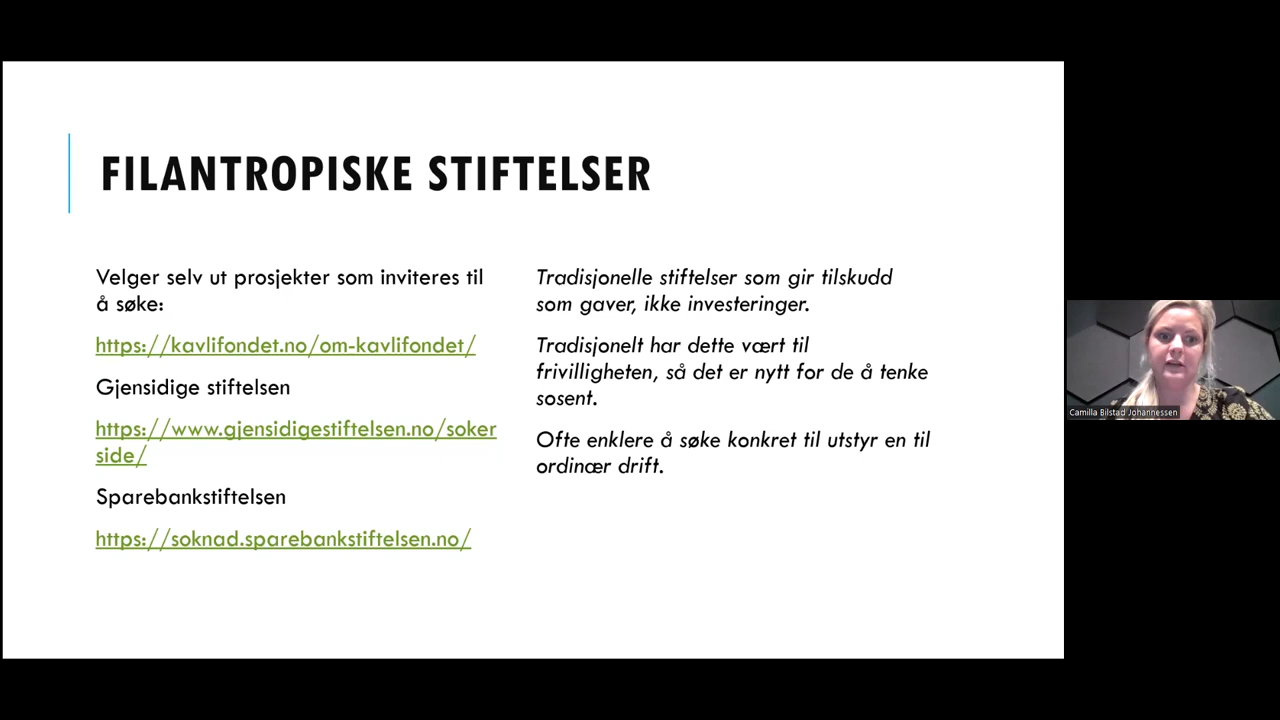 FILANTROPISKE STIFTELSER
Velger selv ut prosjekter som inviteres til
å søke:
https://kavlifondet.no/om-kavlifondet/
Gjensidige stiftelsen
https://www.gjensidigestiftelsen.no/soker
side/
Sparebankstiftelsen
https://soknad.sparebankstiftelsen.no/
Tradisjonelle stiftelser som gir tilskudd
som gaver, ikke investeringer.
Tradisjonelt har dette vært til
frivilligheten, så det er nytt for de å tenke
sosent.
Ofte enklere å søke konkret til utstyr en til
ordinær drift.
Camilla Bilstad Johannessen